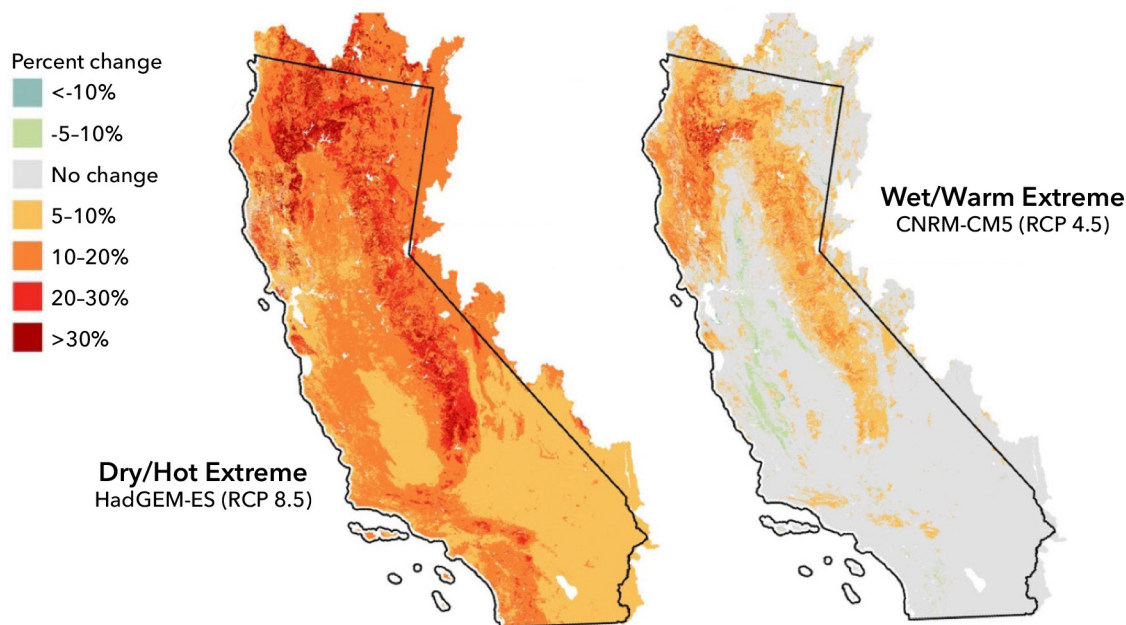 Percent change
<-10%
-5–10%
No change
5–10%
10–20%
20–30%
>30%
Wet/Warm Extreme
CNRM-CM5 (RCP 4.5)
Dry/Hot Extreme
HadGEM-ES (RCP 8.5)